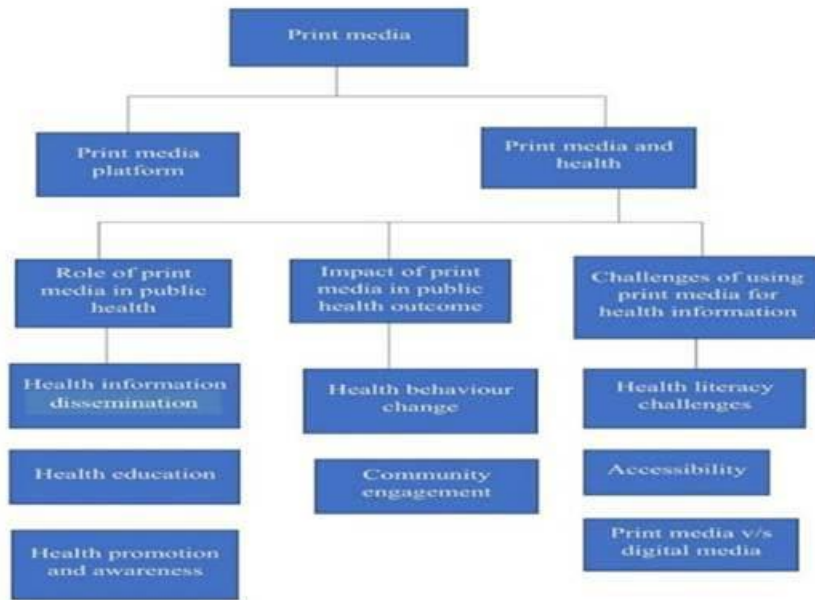 Print media
Print media
platform
Print media and
health
Role of print
media in public
health
Impact of print
media in public
health outcome
Challenges of using
print media for
health information
Health information
dissemination
Health education
Health promotion
and awareness
Health behaviour
change
Community
engagement
Health literacy
challenges
Accessibility
Print media v/s
digital media